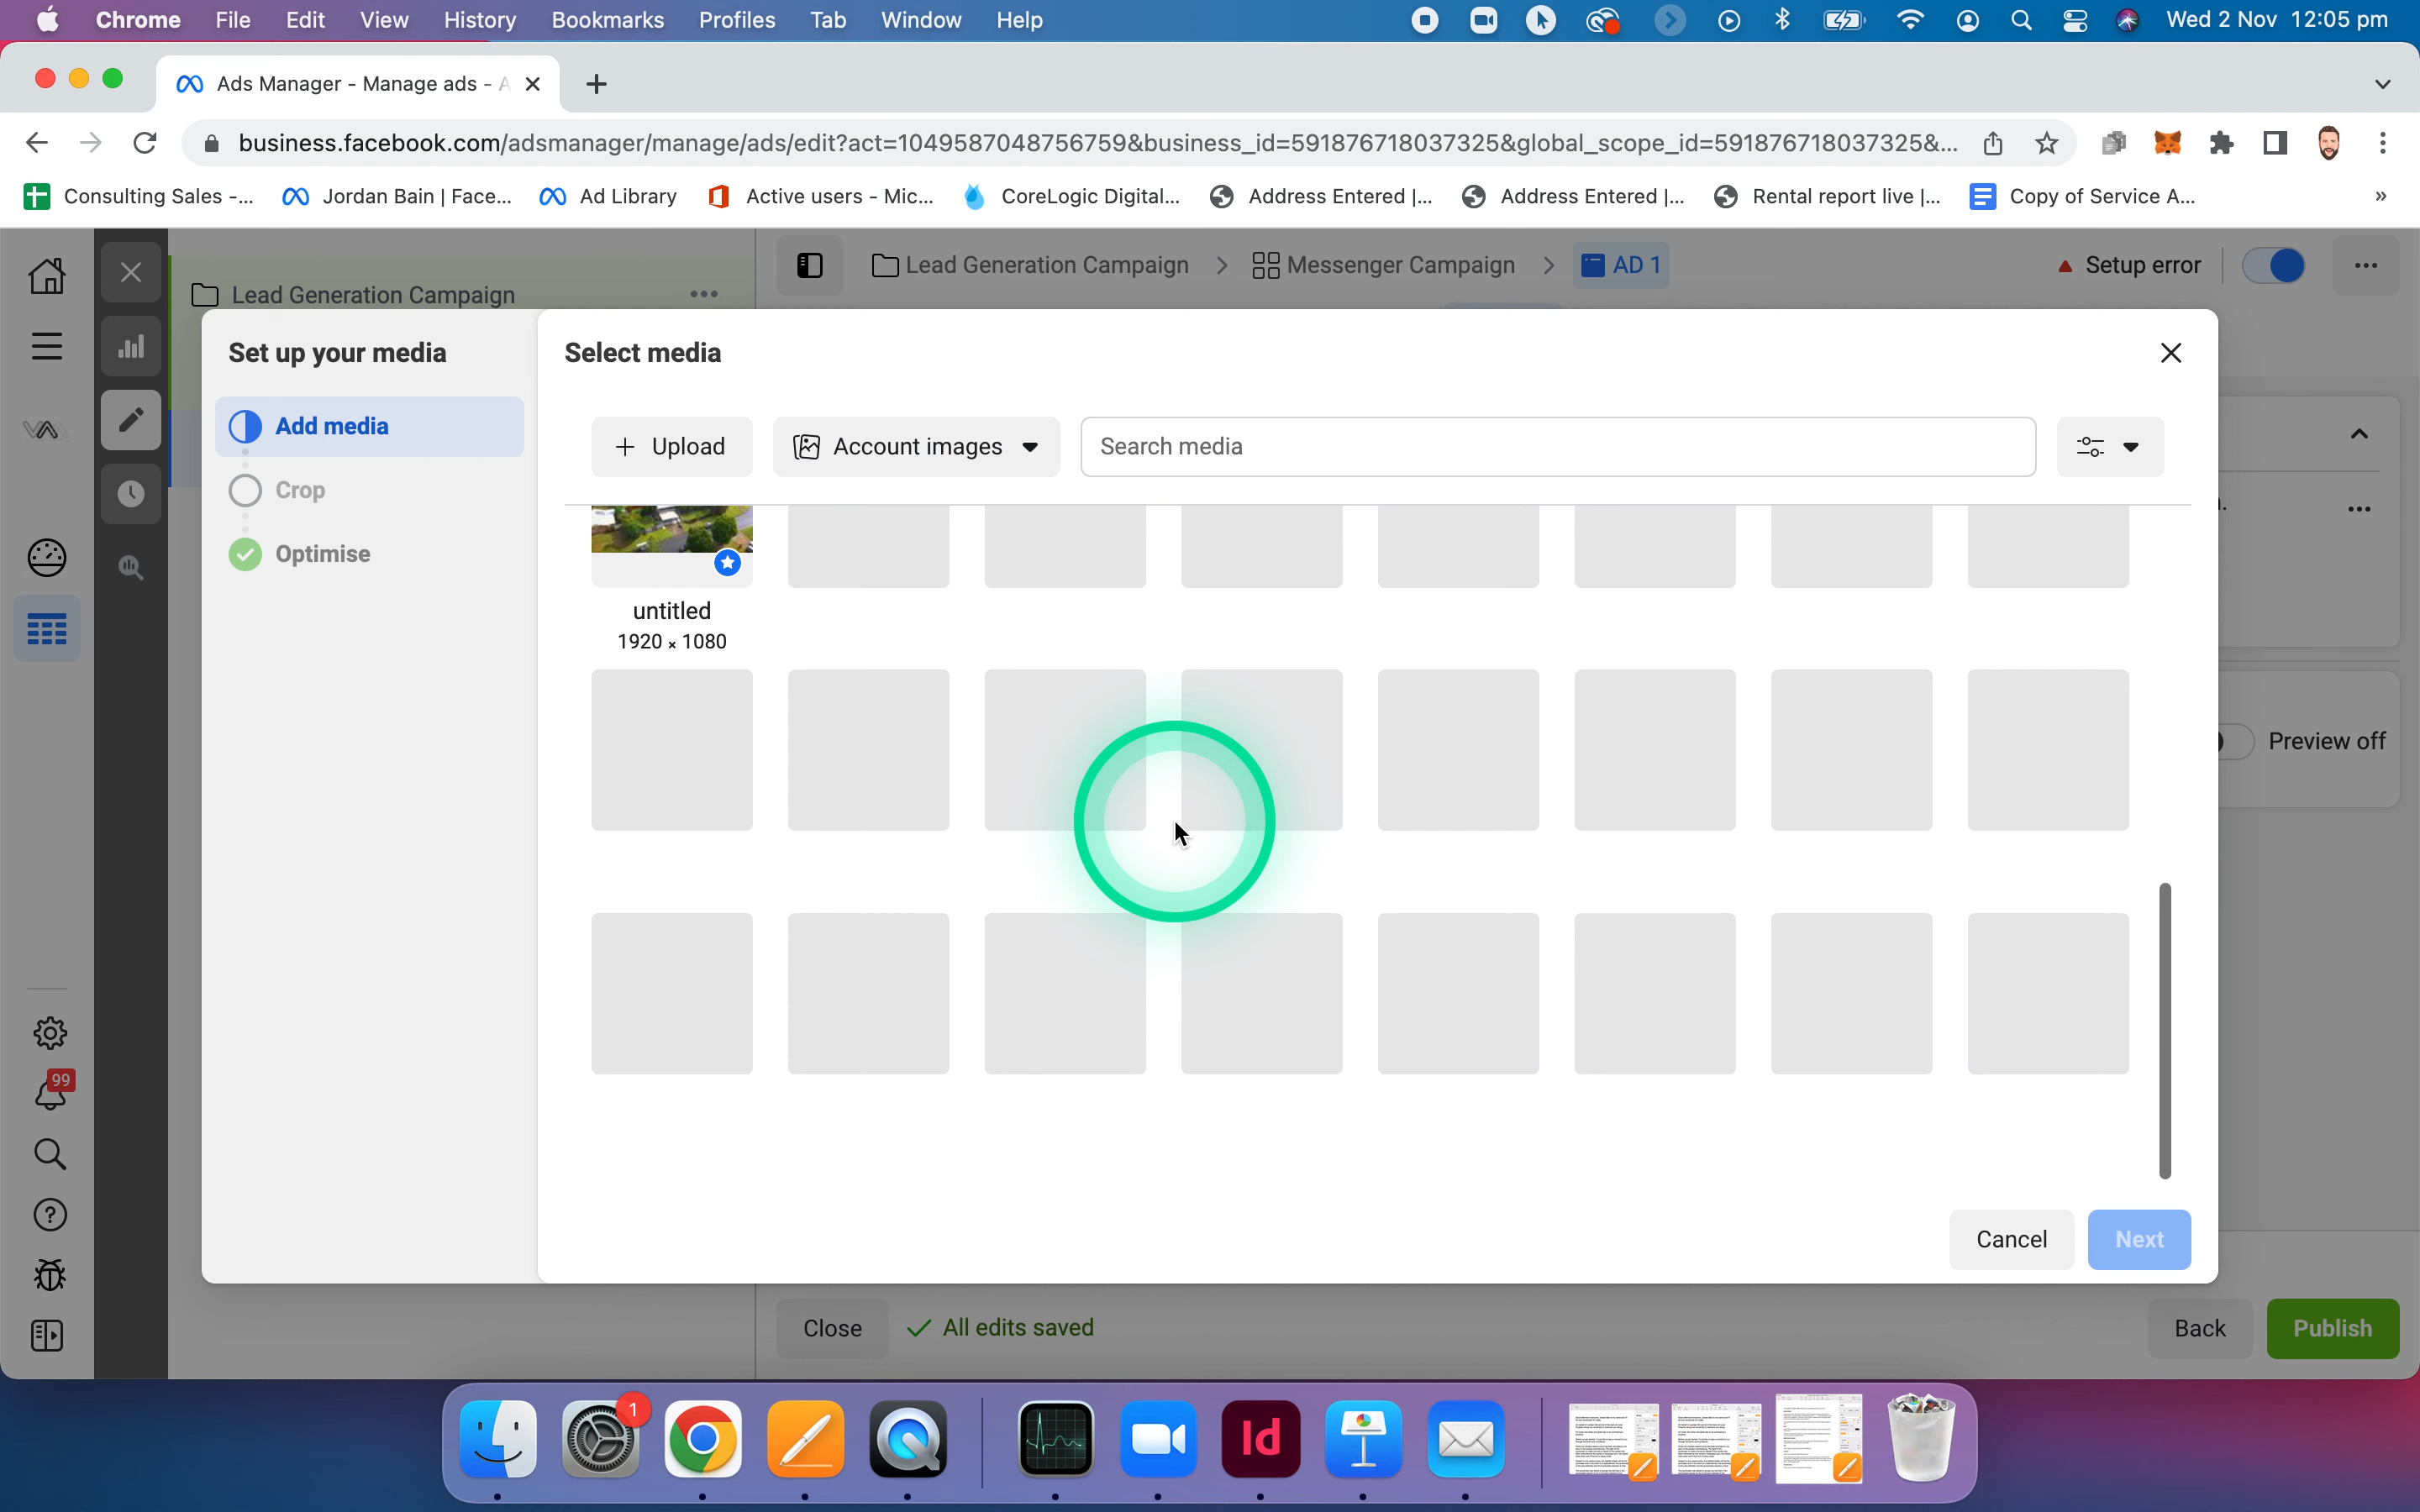 Chrome File Edit View History Bookmarks Profiles Tab Window Help Wed 2 Nov 12:05 pm
Ads Manager - Manage ads - A
business.facebook.com/adsmanager/manage/ads/edit?act=1049587048756759&business_id=591876718037325&global_scope_id=591876718037325&...
Consulting Sales -... Jordan Bain | Face... Ad Library Active users - Mic... CoreLogic Digital... Address Entered |... Address Entered |... Rental report live |... Copy of Service A... »
Lead Generation Campaign
Lead Generation Campaign Messenger Campaign AD 1 Setup error
Set up your media
Add media
Crop
Optimise
Select media
Upload Account images Search media
untitled
1920 × 1080
Preview off
99
Cancel Next
Close All edits saved Back Publish
1
Id